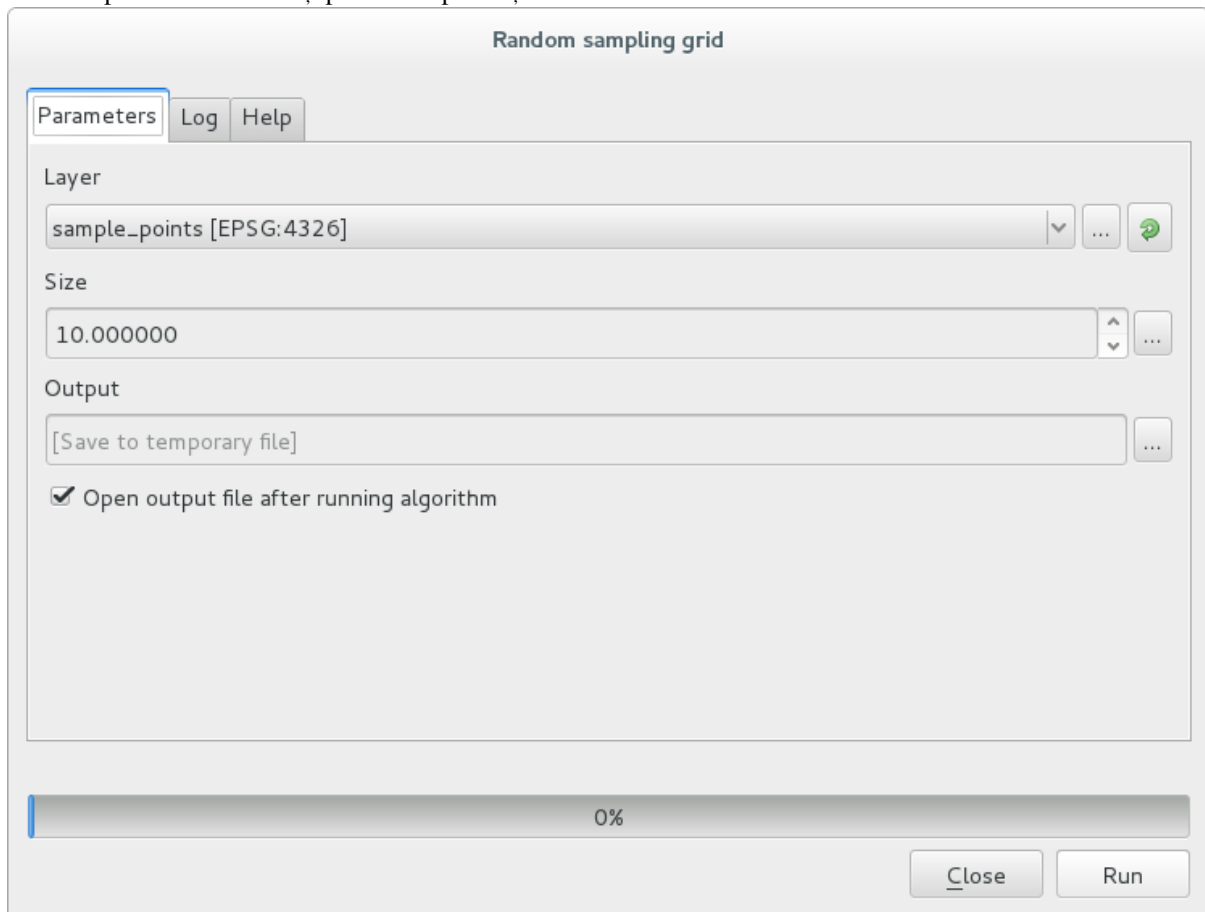 Random sampling grid
Parameters Log Help
Layer
sample_points [EPSG:4326]
...
Size
10.000000
...
Output
[Save to temporary file]
...
Open output file after running algorithm
0%
Close Run